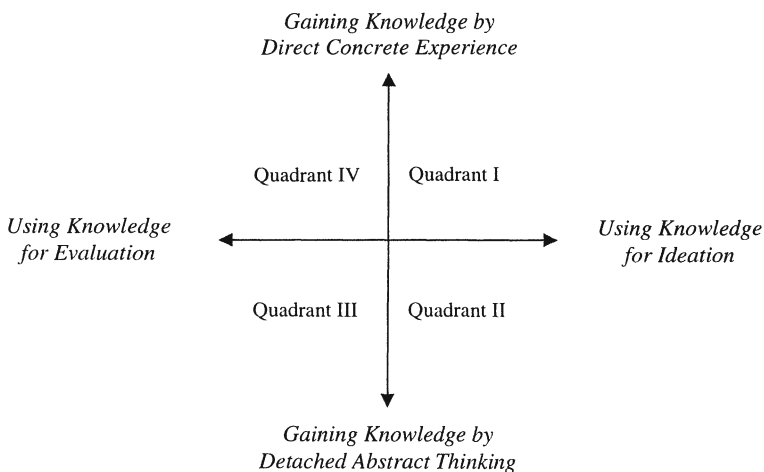 Gaining Knowledge by
Direct Concrete Experience
Quadrant IV
Quadrant I
Using Knowledge
for Evaluation
Using Knowledge
for Ideation
Quadrant III
Quadrant II
Gaining Knowledge by
Detached Abstract Thinking